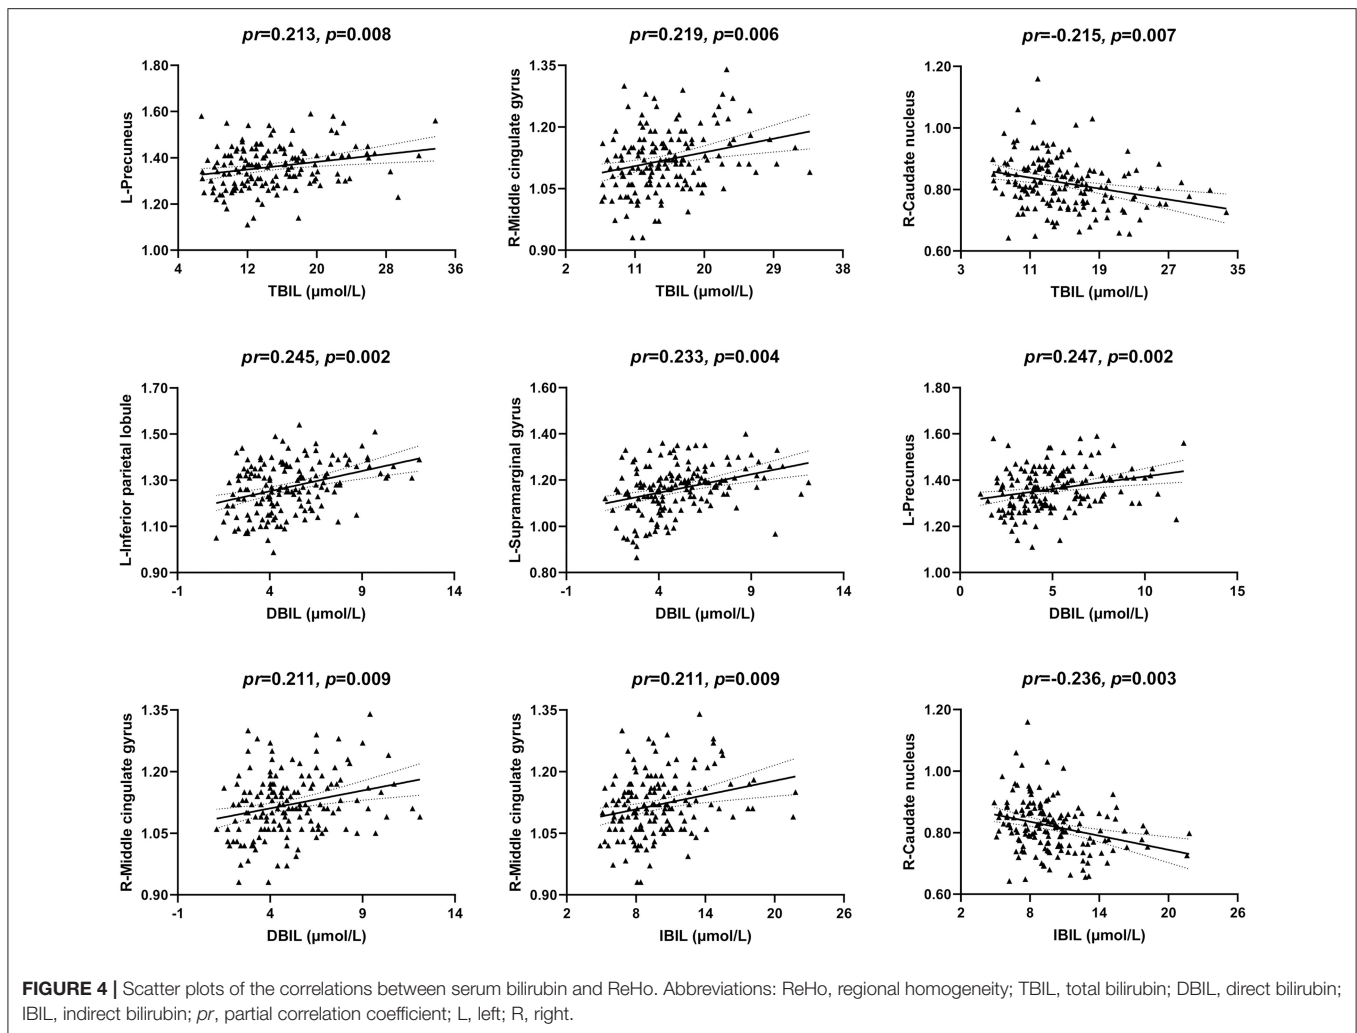 pr=0.213, p=0.008
L-Precuneus
1.80
1.60
1.40
1.20
1.00
4 12 20 28 36
TBIL (μmol/L)
pr=0.219, p=0.006
R-Middle cingulate gyrus
1.35
1.20
1.05
0.90
2 11 20 29 38
TBIL (μmol/L)
pr=-0.215, p=0.007
R-Caudate nucleus
1.20
1.00
0.80
0.60
3 11 19 27 35
TBIL (μmol/L)
pr=0.245, p=0.002
L-Inferior parietal lobule
1.70
1.50
1.30
1.10
0.90
-1 4 9 14
DBIL (μmol/L)
pr=0.233, p=0.004
L-Supramarginal gyrus
1.60
1.40
1.20
1.00
0.80
-1 4 9 14
DBIL (μmol/L)
pr=0.247, p=0.002
L-Precuneus
1.80
1.60
1.40
1.20
1.00
0 5 10 15
DBIL (μmol/L)
pr=0.211, p=0.009
R-Middle cingulate gyrus
1.35
1.20
1.05
0.90
-1 4 9 14
DBIL (μmol/L)
pr=0.211, p=0.009
R-Middle cingulate gyrus
1.35
1.20
1.05
0.90
2 8 14 20 26
IBIL (μmol/L)
pr=-0.236, p=0.003
R-Caudate nucleus
1.20
1.00
0.80
0.60
2 8 14 20 26
IBIL (μmol/L)
FIGURE 4 | Scatter plots of the correlations between serum bilirubin and ReHo. Abbreviations: ReHo, regional homogeneity; TBIL, total bilirubin; DBIL, direct bilirubin;
IBIL, indirect bilirubin; pr, partial correlation coefficient; L, left; R, right.